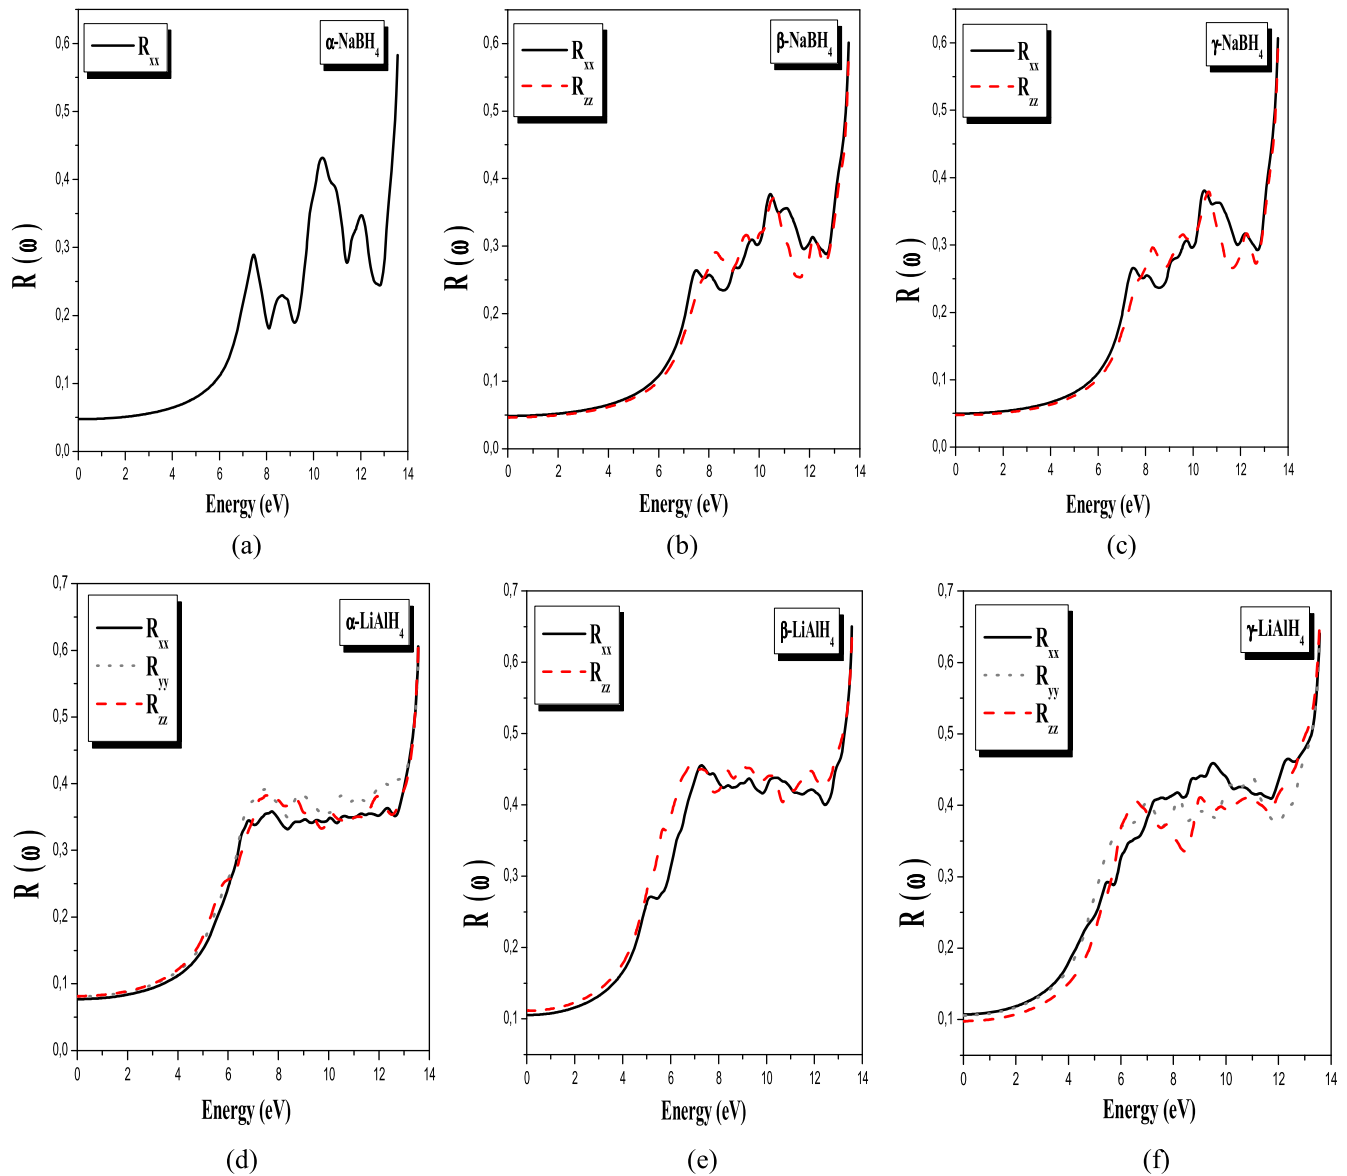 α-NaBH4
Rxx
0,6
0,5
0,4
0,3
0,2
0,1
0,0
R (ω)
0 2 4 6 8 10 12 14
Energy (eV)
(a)
β-NaBH4
Rxx
Rzz
0,6
0,5
0,4
0,3
0,2
0,1
0,0
R (ω)
0 2 4 6 8 10 12 14
Energy (eV)
(b)
γ-NaBH4
Rxx
Rzz
0,6
0,5
0,4
0,3
0,2
0,1
0,0
R (ω)
0 2 4 6 8 10 12 14
Energy (eV)
(c)
α-LiAlH4
Rxx
Ryy
Rzz
0,7
0,6
0,5
0,4
0,3
0,2
0,1
0,0
R (ω)
0 2 4 6 8 10 12 14
Energy (eV)
(d)
β-LiAlH4
Rxx
Rzz
0,7
0,6
0,5
0,4
0,3
0,2
0,1
R (ω)
0 2 4 6 8 10 12 14
Energy (eV)
(e)
γ-LiAlH4
Rxx
Ryy
Rzz
0,7
0,6
0,5
0,4
0,3
0,2
0,1
R (ω)
0 2 4 6 8 10 12 14
Energy (eV)
(f)